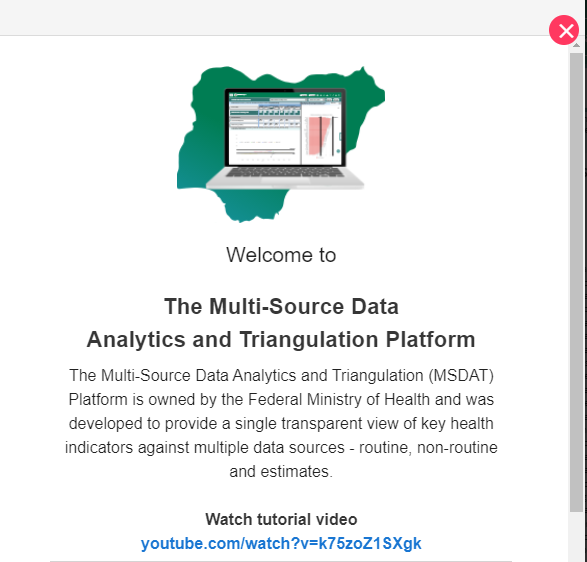 Welcome to
The Multi-Source Data
Analytics and Triangulation Platform
The Multi-Source Data Analytics and Triangulation (MSDAT)
Platform is owned by the Federal Ministry of Health and was
developed to provide a single transparent view of key health
indicators against multiple data sources - routine, non-routine
and estimates.
Watch tutorial video
youtube.com/watch?v=k75zoZ1SXgk